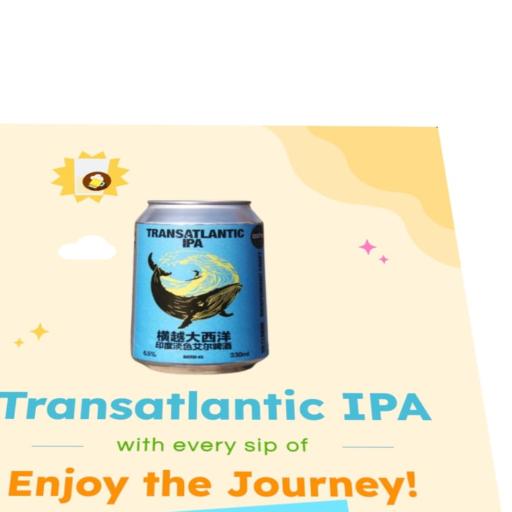 TRANSATLANTIC
IPA
横越大西洋
印度淡色艾尔啤酒
6.5%
330ml
Transatlantic IPA
with every sip of
Enjoy the Journey!